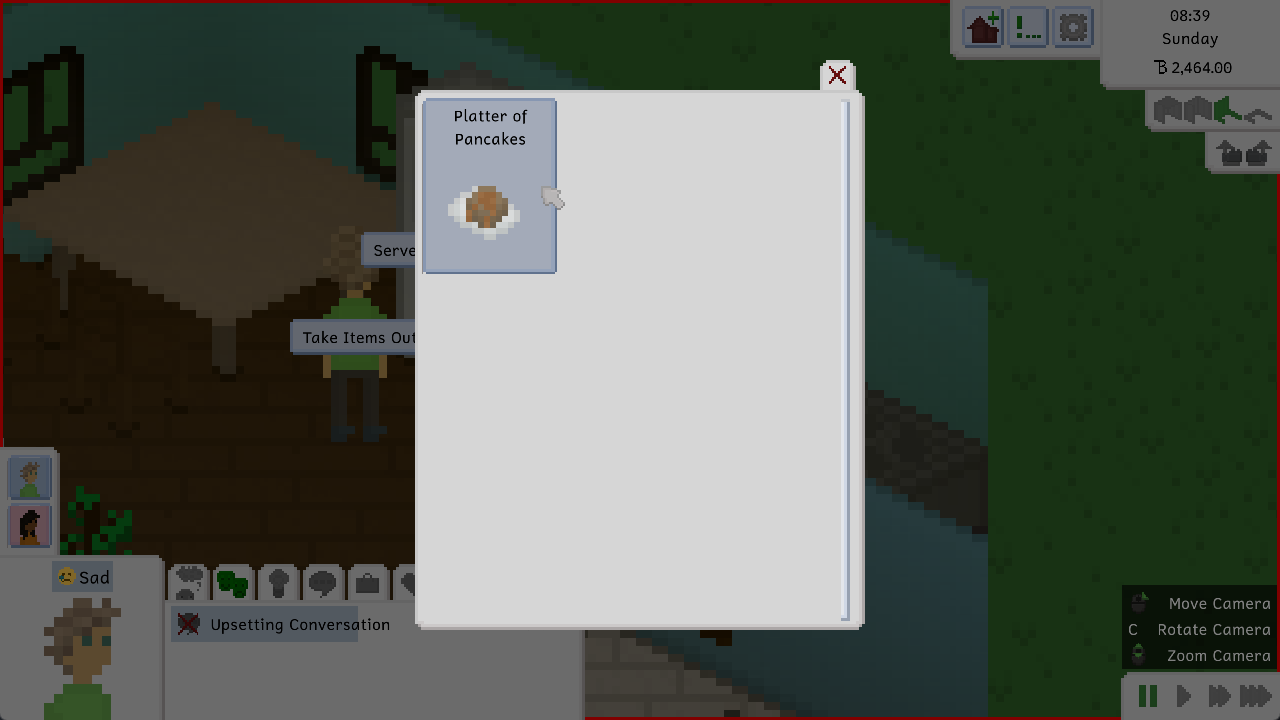 08:39
Sunday
Ƀ 2,464.00
Platter of
Pancakes
Serve
Take Items Out
Sad
Upsetting Conversation
Move Camera
C Rotate Camera
Zoom Camera